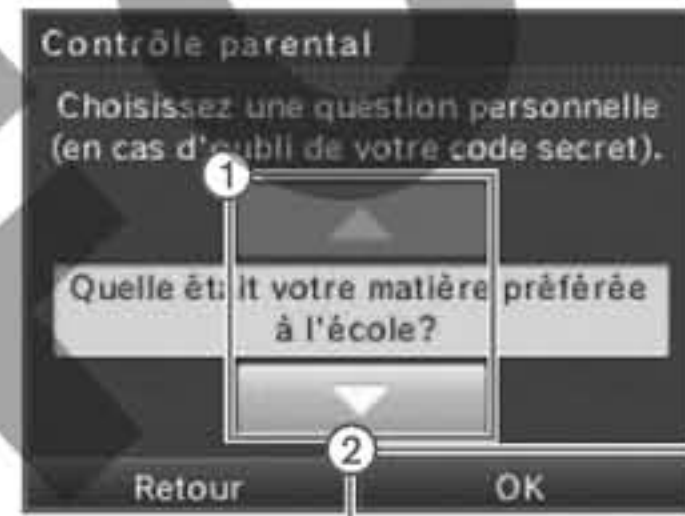 Contrôle parental
Choisissez une question personnelle
(en cas d'oubli de votre code secret).
1
Quelle était votre matière préférée
à l'école?
2
Retour OK